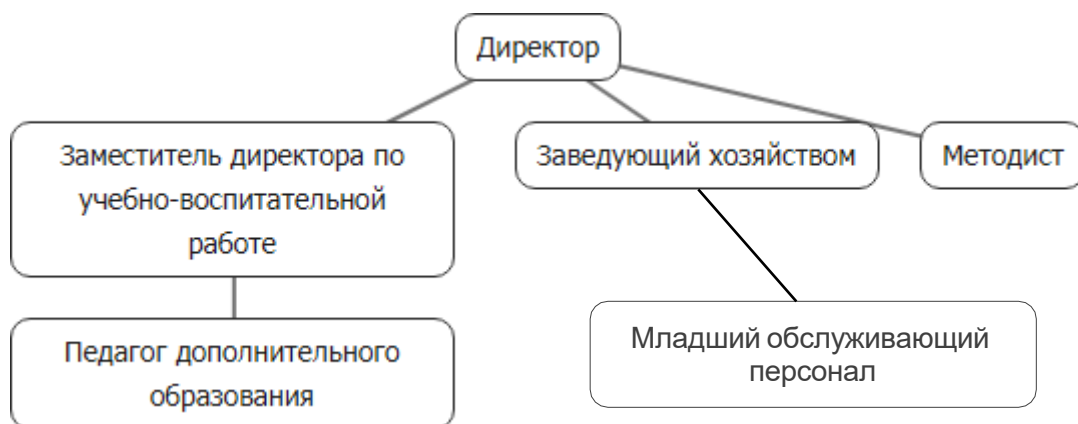 Директор
Заместитель директора по
учебно-воспитательной
работе
Заведующий хозяйством
Методист
Педагог дополнительного
образования
Младший обслуживающий
персонал